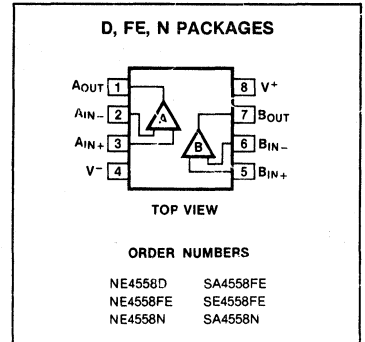 D, FE, N PACKAGES
AOUT 1 8 V+
AIN- 2 A 7 BOUT
AIN+ 3 B 6 BIN-
V- 4 5 BIN+
TOP VIEW
ORDER NUMBERS
NE4558D SA4558FE
NE4558FE SE4558FE
NE4558N SA4558N